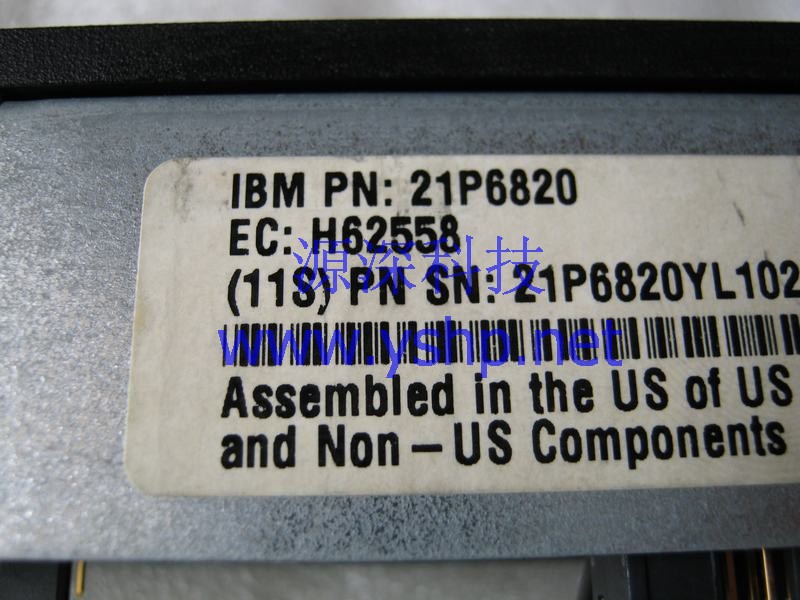 IBM PN: 21P6820
EC: H62558
源深科技
(11S) PN SN: 21P6820YL102
www.yshp.net
Assembled in the US of US
and Non-US Components